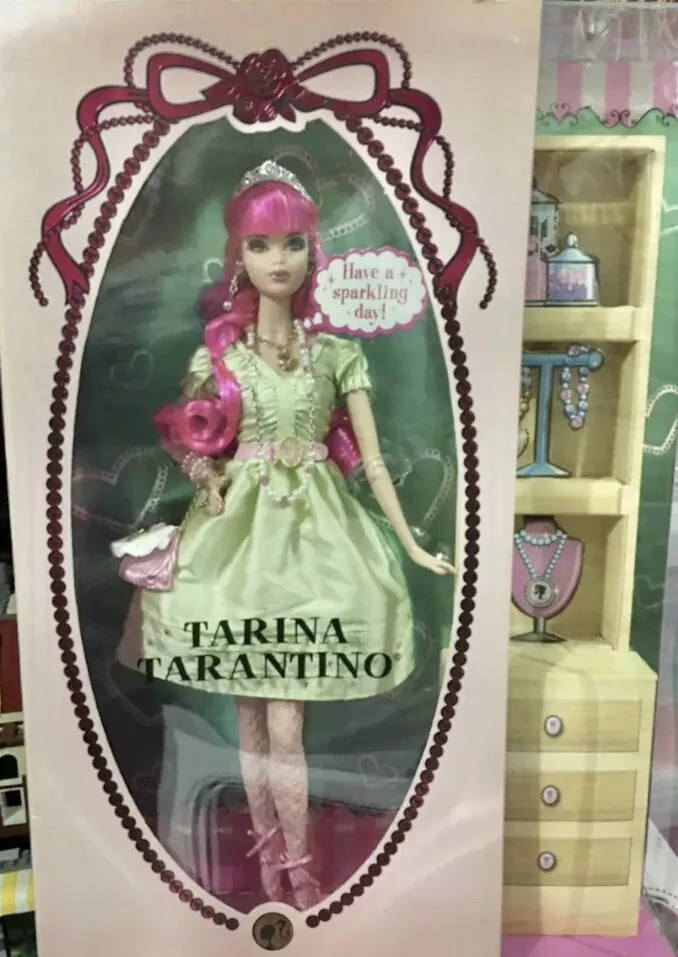 Have a
sparkling
day!
TARINA
TARANTINO®